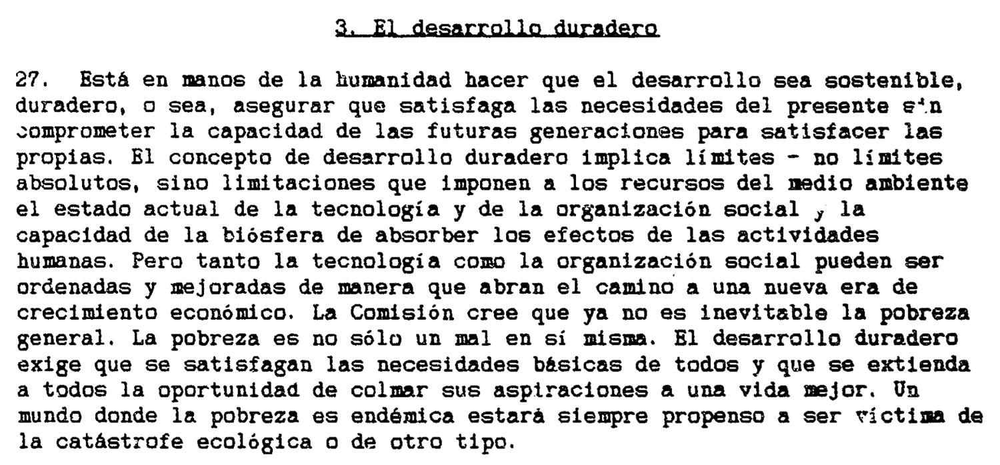 3. El desarrollo duradero
27. Está en manos de la humanidad hacer que el desarrollo sea sostenible,
duradero, o sea, asegurar que satisfaga las necesidades del presente sin
comprometer la capacidad de las futuras generaciones para satisfacer las
propias. El concepto de desarrollo duradero implica límites - no límites
absolutos, sino limitaciones que imponen a los recursos del medio ambiente
el estado actual de la tecnología y de la organización social y la
capacidad de la biósfera de absorber los efectos de las actividades
humanas. Pero tanto la tecnología como la organización social pueden ser
ordenadas y mejoradas de manera que abran el camino a una nueva era de
crecimiento económico. La Comisión cree que ya no es inevitable la pobreza
general. La pobreza es no sólo un mal en sí misma. El desarrollo duradero
exige que se satisfagan las necesidades básicas de todos y que se extienda
a todos la oportunidad de colmar sus aspiraciones a una vida mejor. Un
mundo donde la pobreza es endémica estará siempre propenso a ser víctima de
la catástrofe ecológica o de otro tipo.